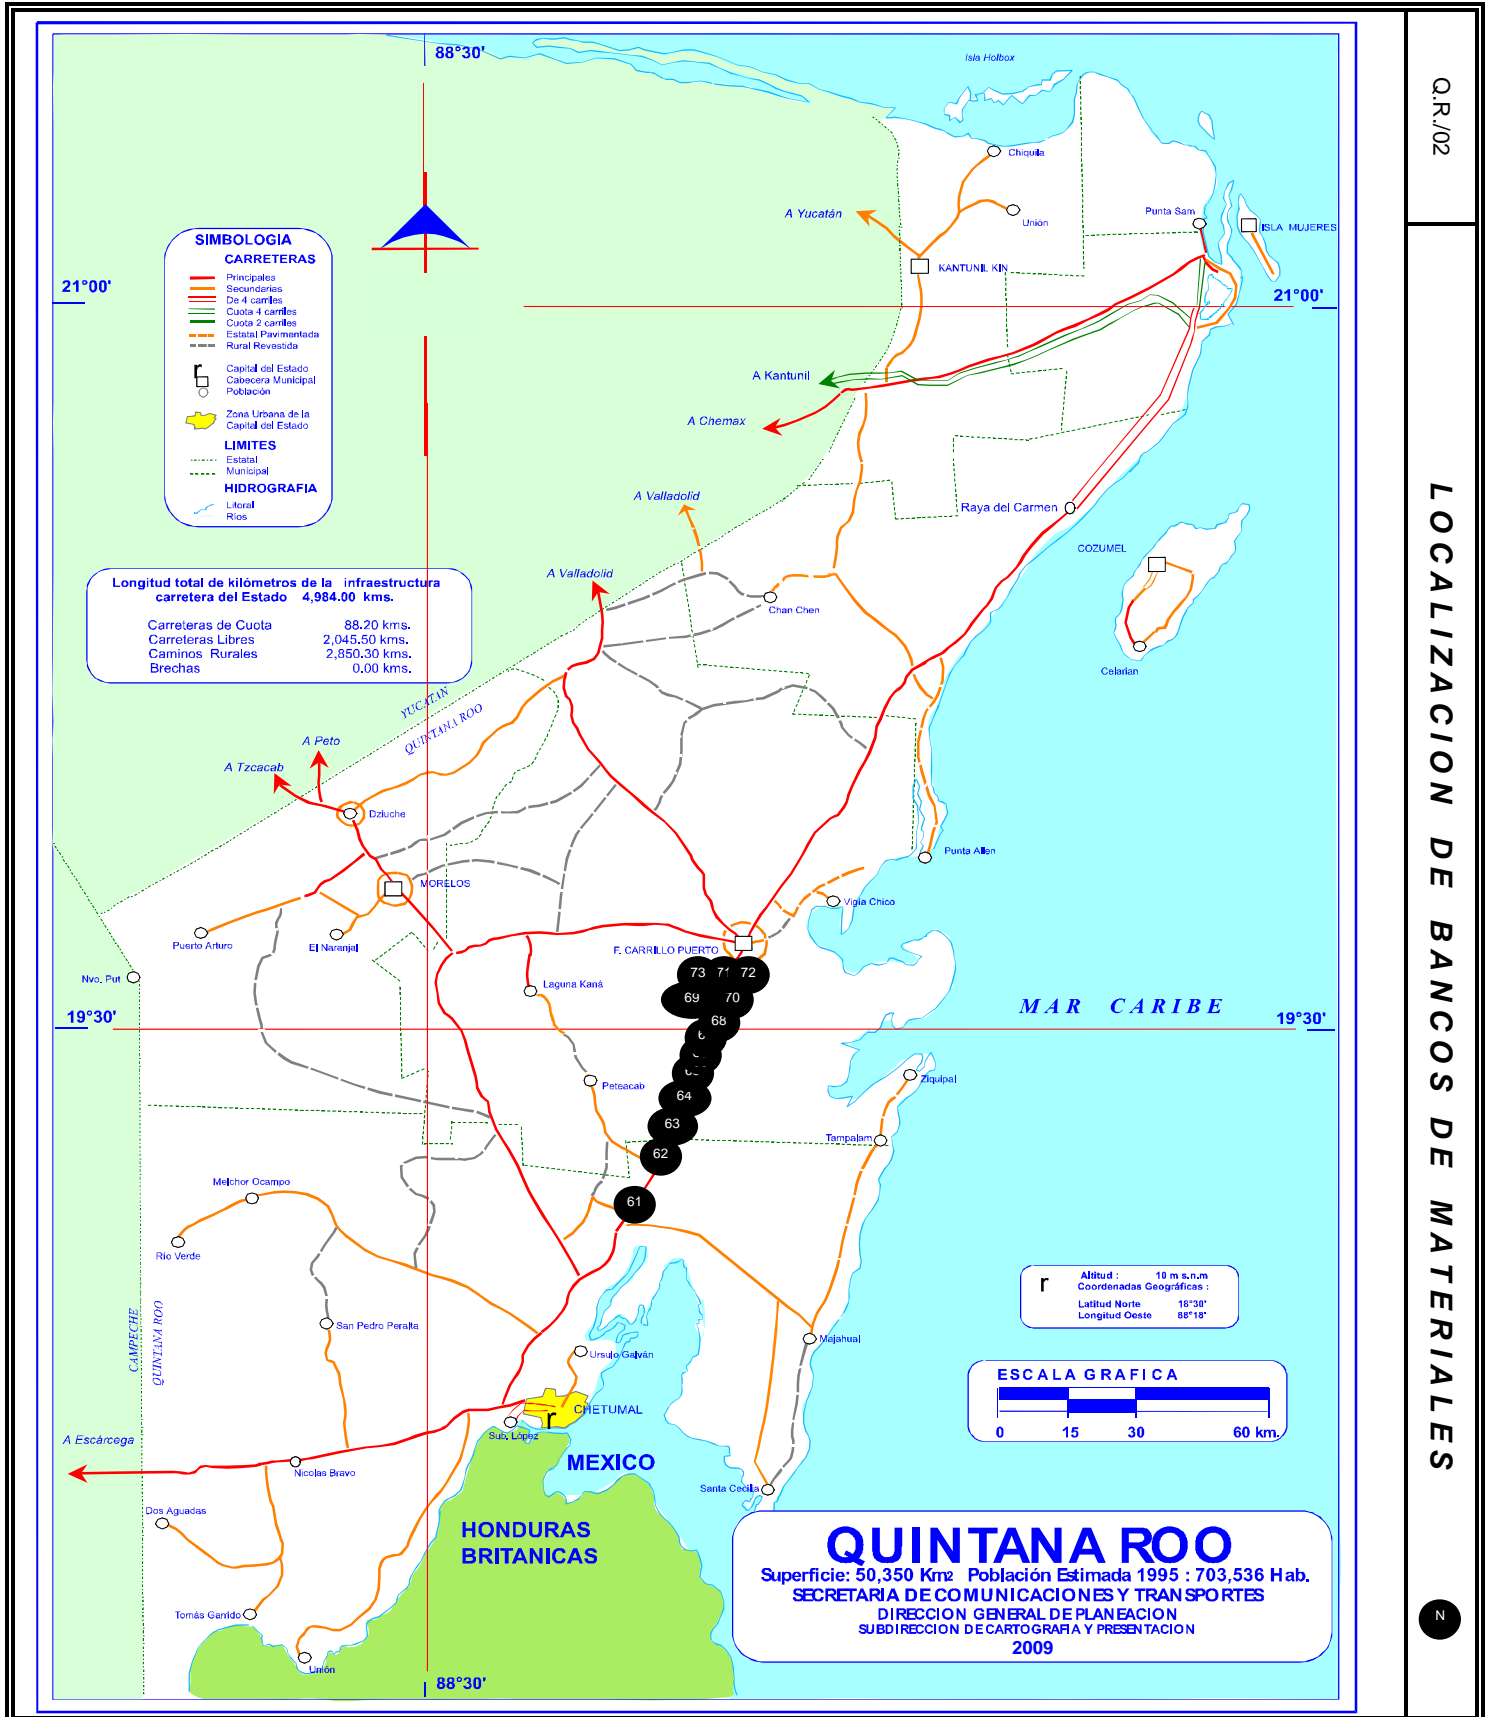 88°30'
Isla Holbox
Q.R./02
Chiquila
A Yucatán
Unión
Punta Sam
ISLA MUJERES
KANTUNIL KIN
SIMBOLOGIA
CARRETERAS
Principales
Secundarias
De 4 carriles
Cuota 4 carriles
Cuota 2 carriles
Estatal Pavimentada
Rural Revestida
r
Capital del Estado
Cabecera Municipal
Población
Zona Urbana de la
Capital del Estado
LIMITES
Estatal
Municipal
HIDROGRAFIA
Litoral
Rios
21°00'
21°00'
A Kantunil
A Chemax
A Valladolid
Raya del Carmen
COZUMEL
A Valladolid
Chan Chen
Celarian
Longitud total de kilómetros de la infraestructura
carretera del Estado 4,984.00 kms.
Carreteras de Cuota 88.20 kms.
Carreteras Libres 2,045.50 kms.
Caminos Rurales 2,850.30 kms.
Brechas 0.00 kms.
YUCATAN
QUINTANA ROO
A Peto
A Tzcacab
Dziuche
Punta Allen
MORELOS
Vigia Chico
Puerto Arturo
El Naranjal
F. CARRILLO PUERTO
Nvo. Put
Laguna Kaná
73 71 72
69 70
68
MAR CARIBE
19°30'
19°30'
Peteacab
Ziquipal
64
63
Tampalam
62
Melchor Ocampo
61
Rio Verde
r
Altitud : 10 m s.n.m
Coordenadas Geográficas :
Latitud Norte 18°30'
Longitud Oeste 88°18'
CAMPECHE
QUINTANA ROO
San Pedro Peralta
Majahual
Ursulo Galván
ESCALA GRAFICA
0 15 30 60 km.
r
CHETUMAL
Sub. López
A Escárcega
MEXICO
Nicolas Bravo
Santa Cecilia
Dos Aguadas
HONDURAS
BRITANICAS
QUINTANA ROO
Superficie: 50,350 Km2 Población Estimada 1995 : 703,536 Hab.
SECRETARIA DE COMUNICACIONES Y TRANSPORTES
DIRECCION GENERAL DE PLANEACION
SUBDIRECCION DE CARTOGRAFIA Y PRESENTACION
2009
Tomás Garrido
Unión
88°30'
LOCALIZACION DE BANCOS DE MATERIALES
N